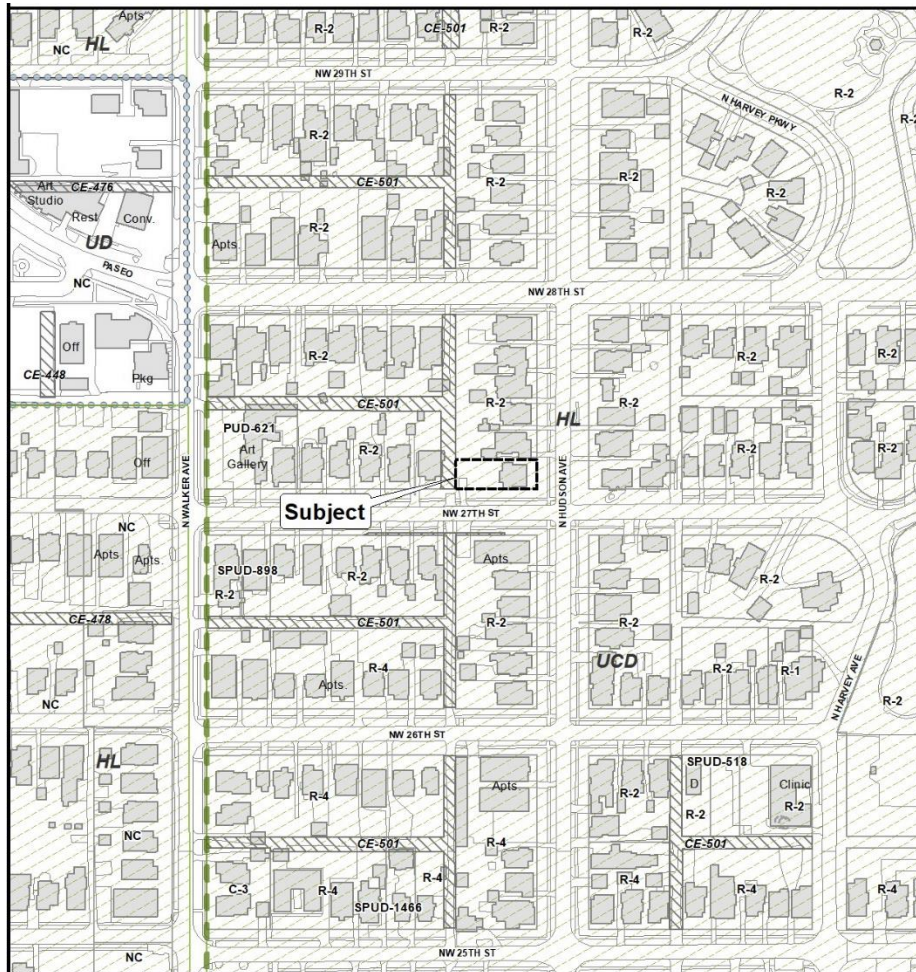 Apts
R-2
CE-501
R-2
R-2
HL
NC
NW 29TH ST
R-2
N HARVEY PKWY
R-2
R-2
CE-476
Art
Studio
Rest
Conv.
CE-501
R-2
R-2
R-2
UD
R-2
Apts.
PASEO
NC
NW 28TH ST
Off
CE-448
Pkg
R-2
R-2
R-2
CE-501
R-2
R-2
HL
PUD-621
Art
Gallery
R-2
R-2
R-2
Off
N WALKER AVE
N HUDSON AVE
Subject
NW 27TH ST
NC
Apts.
Apts.
SPUD-898
R-2
R-2
Apts
R-2
CE-478
CE-501
R-2
R-2
UCD
R-4
Apts.
R-2
R-1
N HARVEY AVE
R-2
NC
NW 26TH ST
HL
SPUD-518
Apts
R-4
R-2
D
Clinic
R-2
R-2
NC
CE-501
R-4
CE-501
C-3
R-4
R-4
SPUD-1466
R-4
R-4
R-4
NC
NW 25TH ST